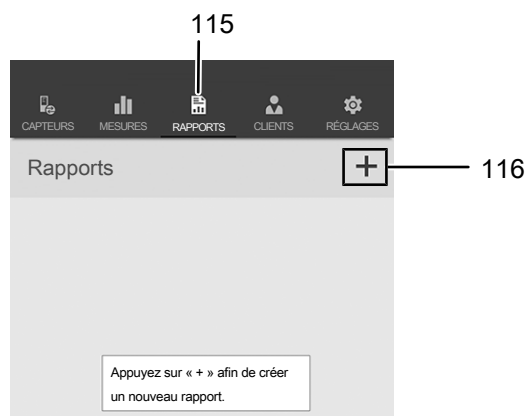 115
CAPTEURS MESURES RAPPORTS CLIENTS RÉGLAGES
Rapports +
116
Appuyez sur « + » afin de créer
un nouveau rapport.